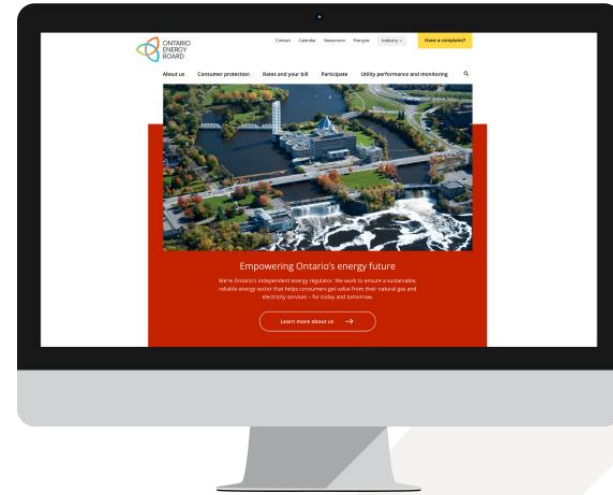 ONTARIO
ENERGY
BOARD
Contact Calendar Newsroom Français Industry Have a complaint?
About us Consumer protection Rates and your bill Participate Utility performance and monitoring
Empowering Ontario's energy future
We're Ontario's independent energy regulator. We work to ensure a sustainable,
reliable energy sector that helps consumers get value from their natural gas and
electricity services – for today and tomorrow.
Learn more about us →